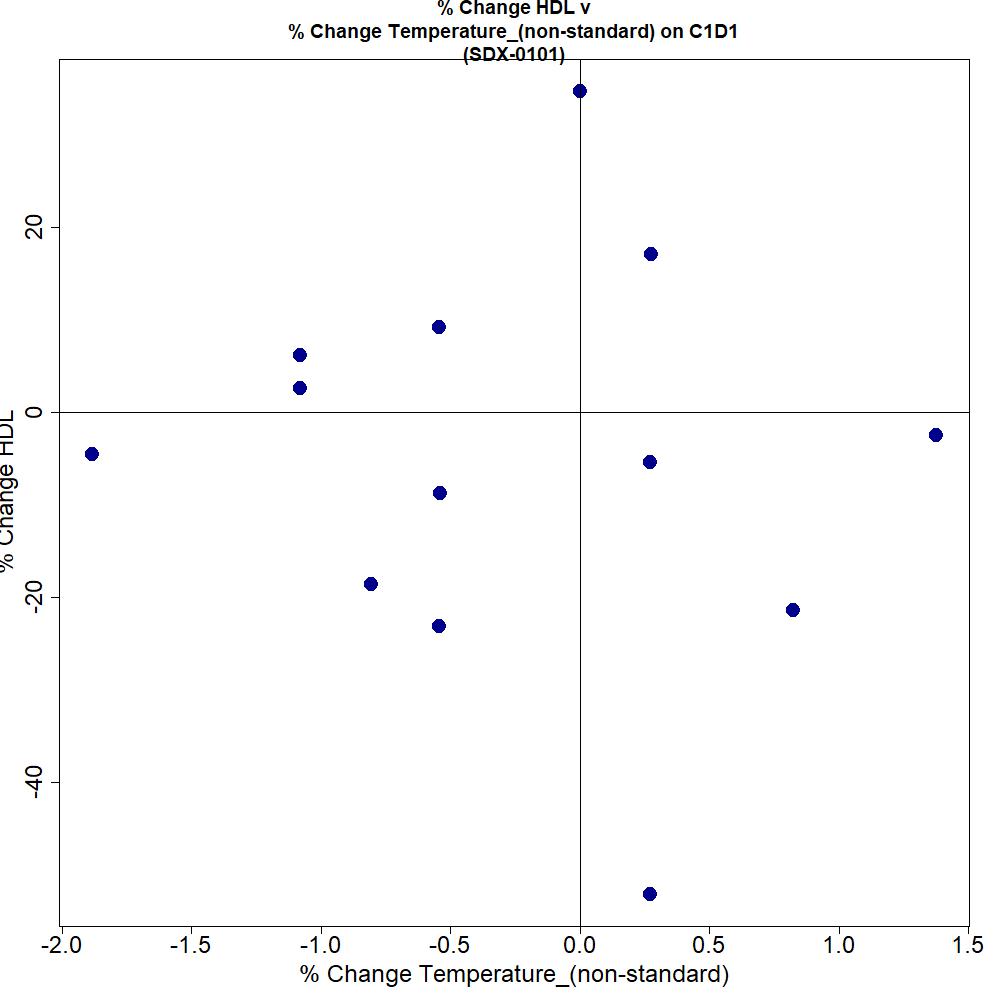 % Change HDL v
% Change Temperature_(non-standard) on C1D1
(SDX-0101)
% Change HDL
20
0
-20
-40
-2.0 -1.5 -1.0 -0.5 0.0 0.5 1.0 1.5
% Change Temperature_(non-standard)